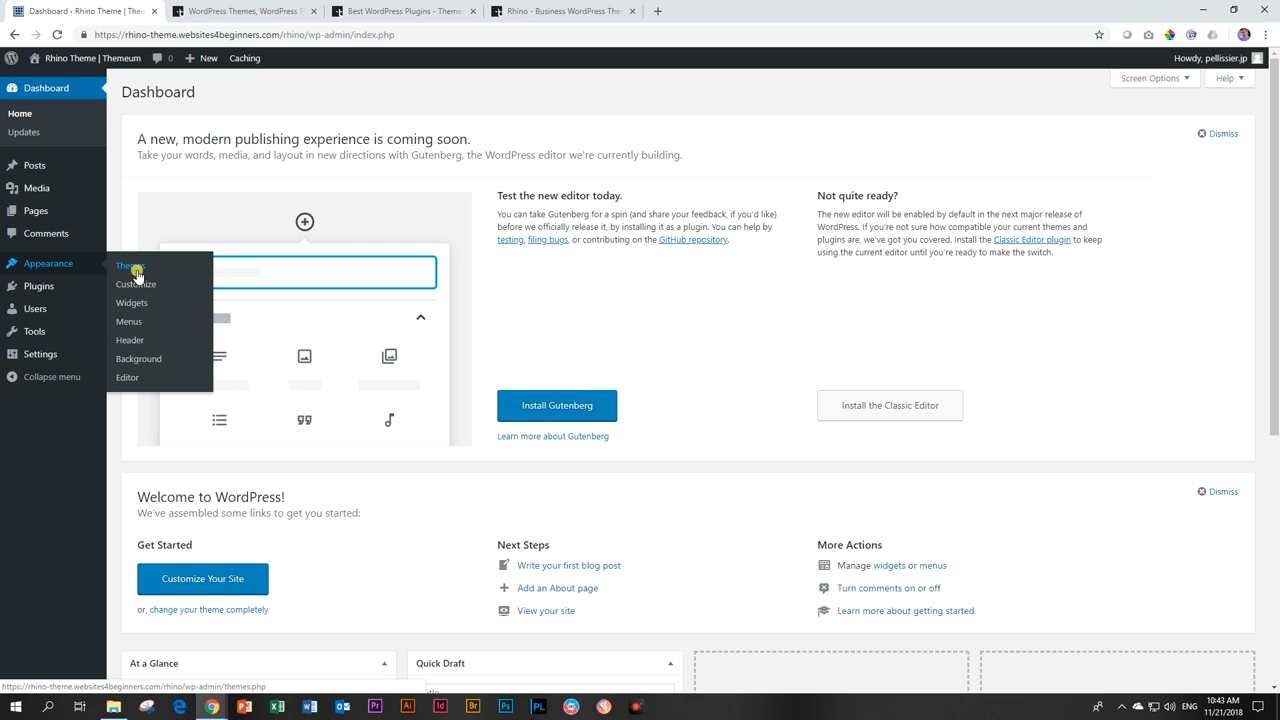 Dashboard ‹ Rhino Theme | Them
WordPress Themes, WordPress P
Best WordPress Plugins - Theme
Rhino - Business WordPress The
https://rhino-theme.websites4beginners.com/rhino/wp-admin/index.php
Rhino Theme | Themeum
0
New
Caching
Howdy, pellissier.jp
Dashboard
Home
Updates
Posts
Media
Pages
Comments
Appearance
Plugins
Users
Tools
Settings
Collapse menu
Themes
Customize
Widgets
Menus
Header
Background
Editor
Dashboard
Screen Options
Help
A new, modern publishing experience is coming soon.
Dismiss
Take your words, media, and layout in new directions with Gutenberg, the WordPress editor we're currently building.
Test the new editor today.
You can take Gutenberg for a spin (and share your feedback, if you'd like)
before we officially release it, by installing it as a plugin. You can help by
testing, filing bugs, or contributing on the GitHub repository.
Install Gutenberg
Learn more about Gutenberg
Not quite ready?
The new editor will be enabled by default in the next major release of
WordPress. If you're not sure how compatible your current themes and
plugins are, we've got you covered. Install the Classic Editor plugin to keep
using the current editor until you're ready to make the switch.
Install the Classic Editor
Welcome to WordPress!
Dismiss
We've assembled some links to get you started:
Get Started
Customize Your Site
or, change your theme completely
Next Steps
Write your first blog post
Add an About page
View your site
More Actions
Manage widgets or menus
Turn comments on or off
Learn more about getting started
At a Glance
Quick Draft
Title
https://rhino-theme.websites4beginners.com/rhino/wp-admin/themes.php
10:43 AM
11/21/2018